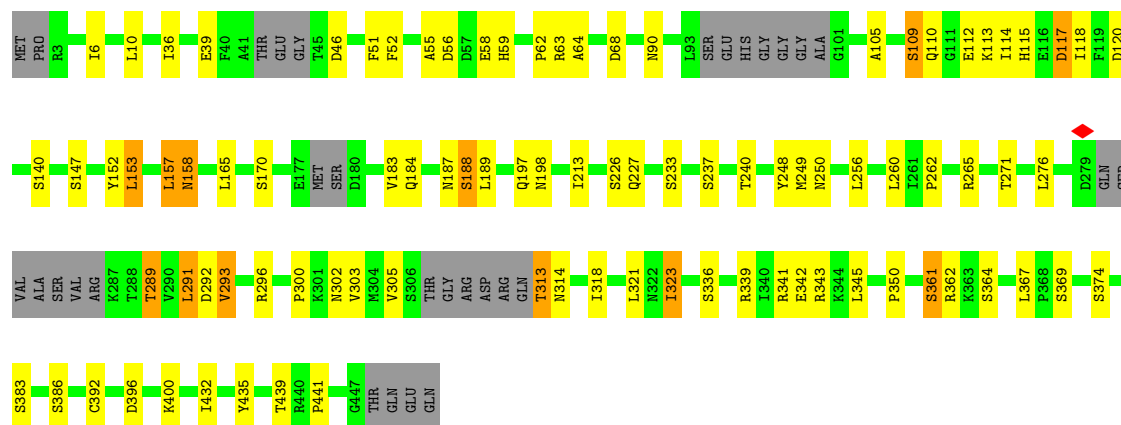 MET PRO R3 I6 L10 I36 E39 F40 A41 THR GLU GLY T45 D46 F51 F52 A55 D56 D57 E58 H59 P62 R63 A64 D68 N90 L93 SER GLU HIS GLY GLY GLY ALA G101 A105 S109 Q110 G111 E112 K113 I114 H115 E116 D117 I118 F119 D120
S140 S147 Y152 L153 L157 N158 L165 S170 E177 MET SER D180 V183 Q184 N187 S188 L189 Q197 N198 I213 S226 Q227 S233 S237 T240 Y248 M249 N250 L256 L260 I261 P262 R265 T271 L276 D279 GLN SER
VAL ALA SER VAL ARG K287 T288 T289 V290 L291 D292 V293 R296 P300 K301 N302 V303 M304 V305 S306 THR GLY ARG ASP ARG GLN T313 N314 I318 L321 N322 I323 S336 R339 I340 R341 E342 R343 K344 L345 P350 S361 R362 K363 S364 L367 P368 S369 S374
S383 S386 C392 D396 K400 I432 Y435 T439 R440 P441 G447 THR GLN GLU GLN